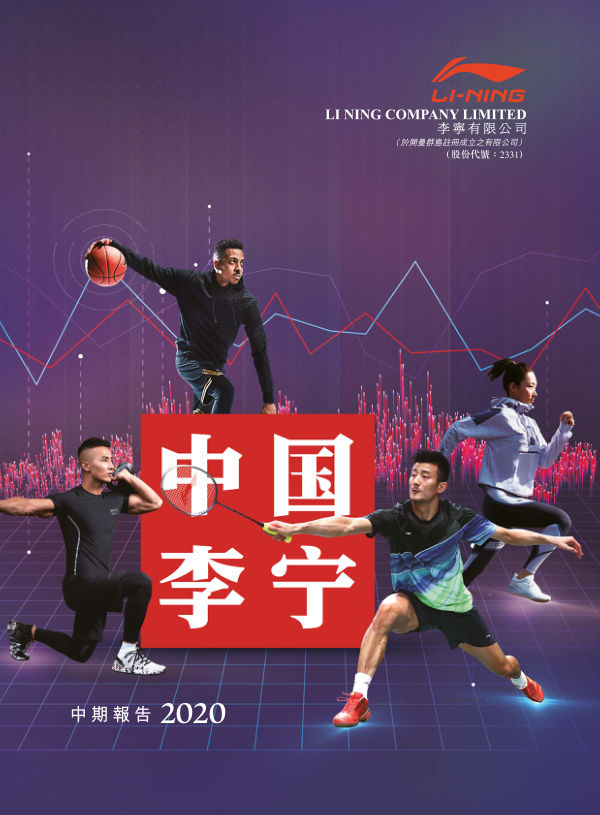 LI-NING
LI NING COMPANY LIMITED
李寧有限公司
（於開曼群島註冊成立之有限公司）
（股份代號：2331）
中国
李宁
中期報告 2020